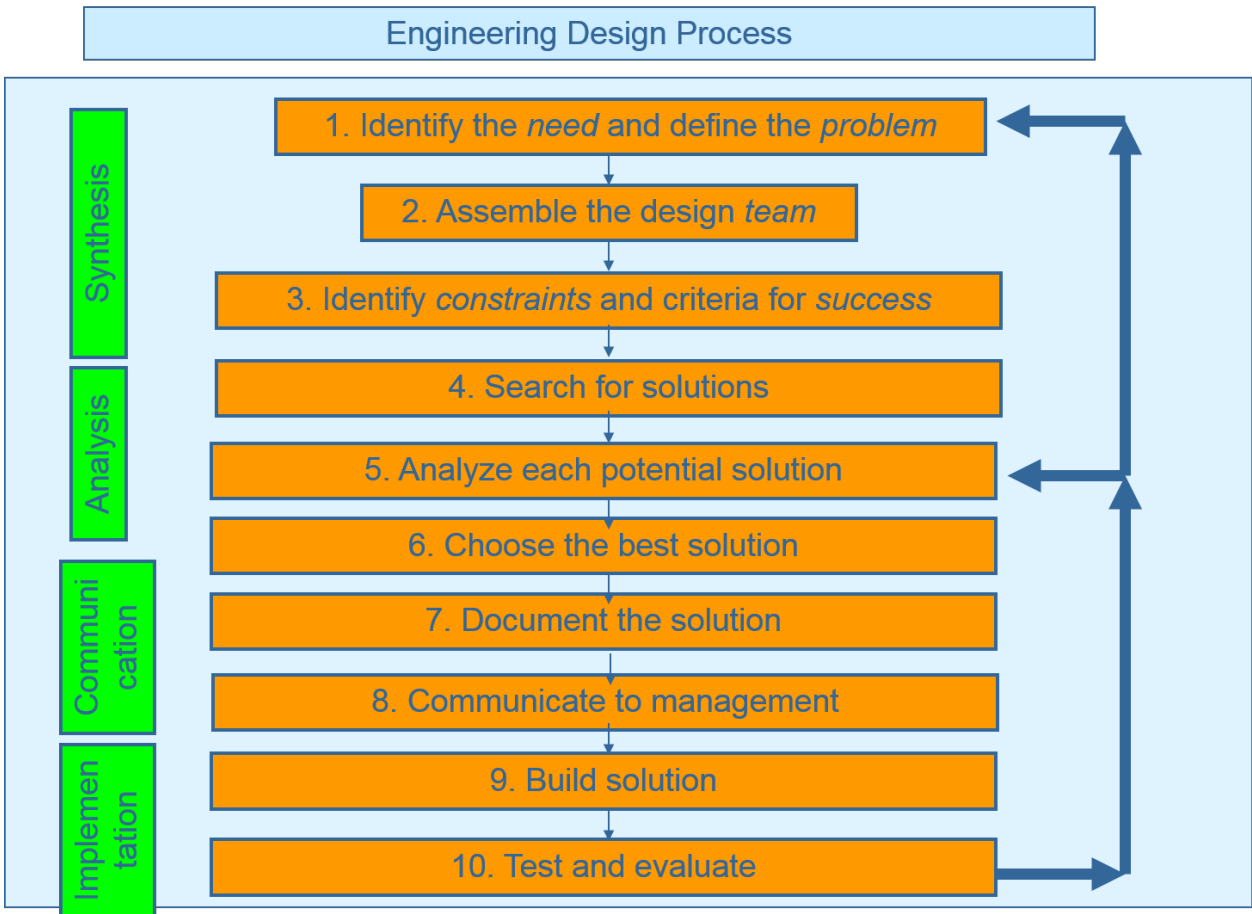 Engineering Design Process
Synthesis
1. Identify the need and define the problem
2. Assemble the design team
3. Identify constraints and criteria for success
Analysis
4. Search for solutions
5. Analyze each potential solution
6. Choose the best solution
Communi
cation
7. Document the solution
8. Communicate to management
Implemen
tation
9. Build solution
10. Test and evaluate